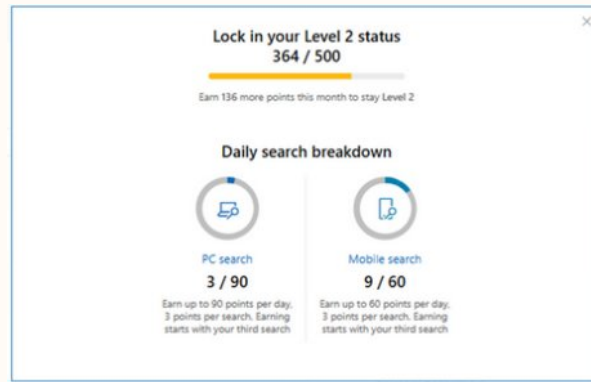 Lock in your Level 2 status
364 / 500
Earn 136 more points this month to stay Level 2
Daily search breakdown
PC search
3 / 90
Earn up to 90 points per day,
3 points per search. Earning
starts with your third search
Mobile search
9 / 60
Earn up to 60 points per day,
3 points per search. Earning
starts with your third search